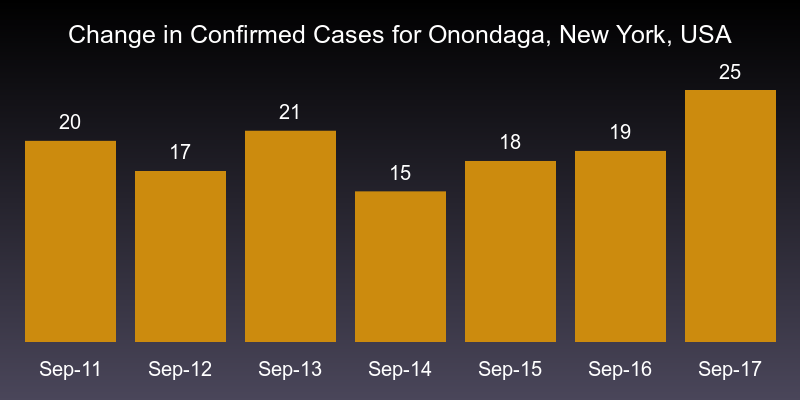 Change in Confirmed Cases for Onondaga, New York, USA
20
17
21
15
18
19
25
Sep-11
Sep-12
Sep-13
Sep-14
Sep-15
Sep-16
Sep-17